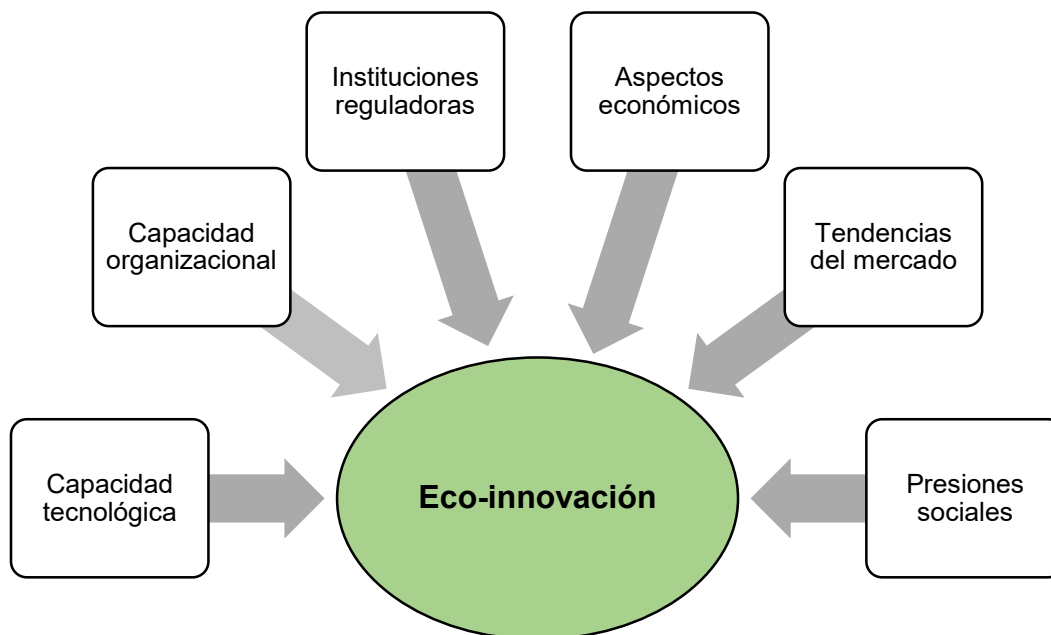 Instituciones
reguladoras
Aspectos
económicos
Capacidad
organizacional
Tendencias
del mercado
Capacidad
tecnológica
Eco-innovación
Presiones
sociales